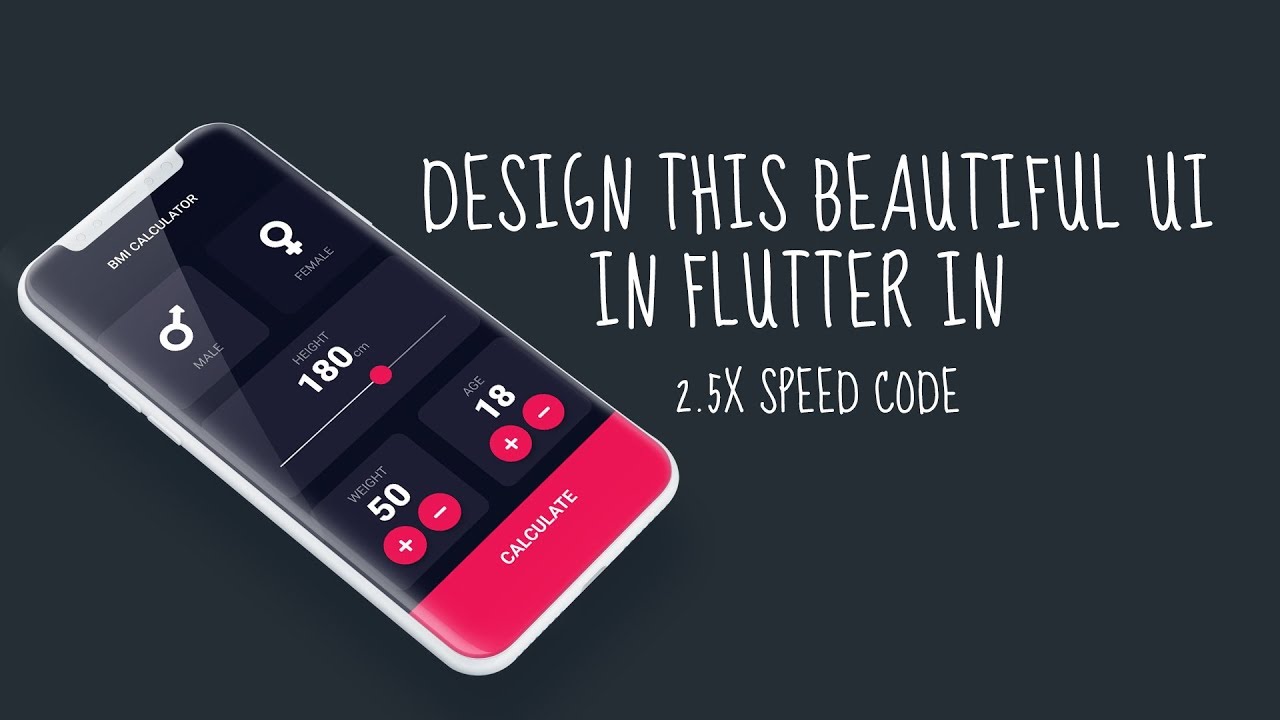 DESIGN THIS BEAUTIFUL UI
IN FLUTTER IN
2.5X SPEED CODE
BMI CALCULATOR
MALE
FEMALE
HEIGHT
180 cm
WEIGHT
50
AGE
18
CALCULATE